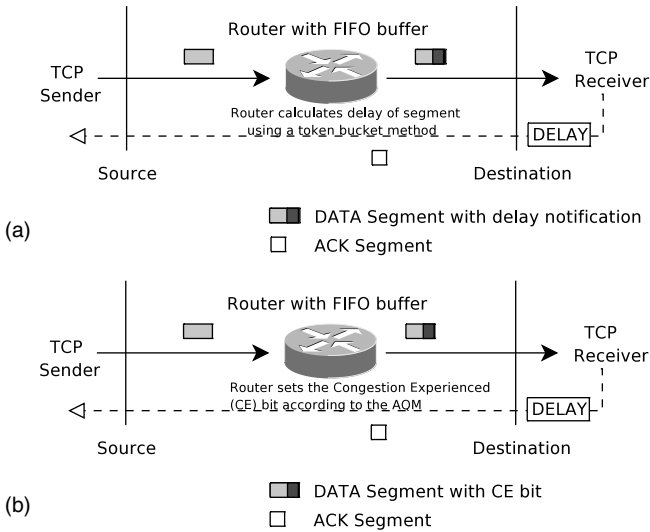 Router with FIFO buffer
TCP
Sender
TCP
Receiver
Router calculates delay of segment
using a token bucket method
DELAY
Source
Destination
(a)
DATA Segment with delay notification
ACK Segment
Router with FIFO buffer
TCP
Sender
TCP
Receiver
Router sets the Congestion Experienced
(CE) bit according to the AQM
DELAY
Source
Destination
(b)
DATA Segment with CE bit
ACK Segment